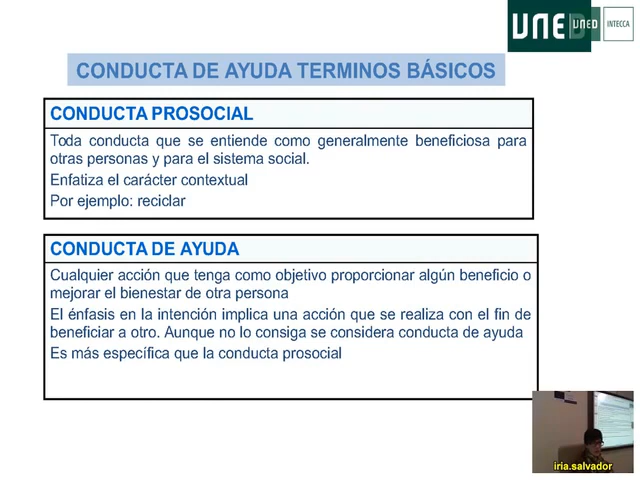 UNED
UNED
INTECCA
CONDUCTA DE AYUDA TERMINOS BÁSICOS
CONDUCTA PROSOCIAL
Toda conducta que se entiende como generalmente beneficiosa para
otras personas y para el sistema social.
Enfatiza el carácter contextual
Por ejemplo: reciclar
CONDUCTA DE AYUDA
Cualquier acción que tenga como objetivo proporcionar algún beneficio o
mejorar el bienestar de otra persona
El énfasis en la intención implica una acción que se realiza con el fin de
beneficiar a otro. Aunque no lo consiga se considera conducta de ayuda
Es más específica que la conducta prosocial
iria.salvador